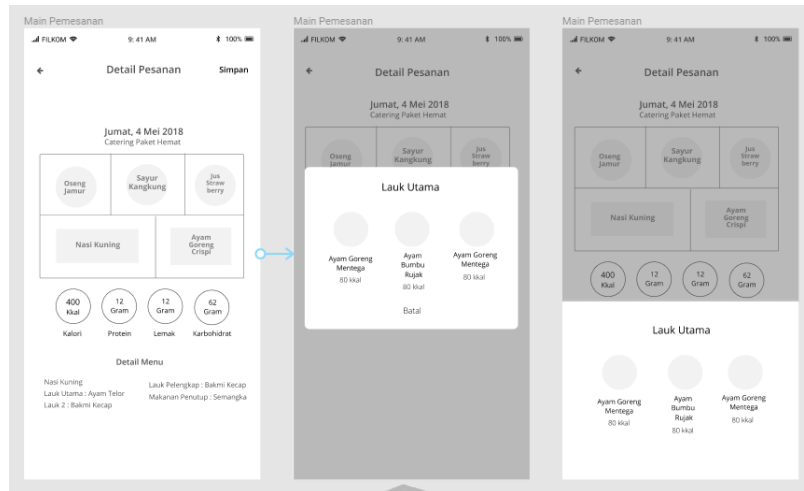 Main Pemesanan
FILKOM 9:41 AM 100%
Detail Pesanan Simpan
Jumat, 4 Mei 2018
Catering Paket Hemat
Oseng Jamur
Sayur Kangkung
Jus Straw berry
Nasi Kuning
Ayam Goreng Crispi
400 Kkal
12 Gram
12 Gram
62 Gram
Kalori Protein Lemak Karbohidrat
Detail Menu
Nasi Kuning
Lauk Utama : Ayam Telor
Lauk 2 : Bakmi Kecap
Lauk Pelengkap : Bakmi Kecap
Makanan Penutup : Semangka
Main Pemesanan
FILKOM 9:41 AM 100%
Detail Pesanan
Jumat, 4 Mei 2018
Catering Paket Hemat
Oseng Jamur
Sayur Kangkung
Jus Straw berry
Lauk Utama
Ayam Goreng Mentega
80 kkal
Ayam Bumbu Rujak
80 kkal
Ayam Goreng Mentega
80 kkal
Batal
Main Pemesanan
FILKOM 9:41 AM 100%
Detail Pesanan
Jumat, 4 Mei 2018
Catering Paket Hemat
Oseng Jamur
Sayur Kangkung
Jus Straw berry
Nasi Kuning
Ayam Goreng Crispi
400 Kkal
12 Gram
12 Gram
62 Gram
Lauk Utama
Ayam Goreng Mentega
80 kkal
Ayam Bumbu Rujak
80 kkal
Ayam Goreng Mentega
80 kkal